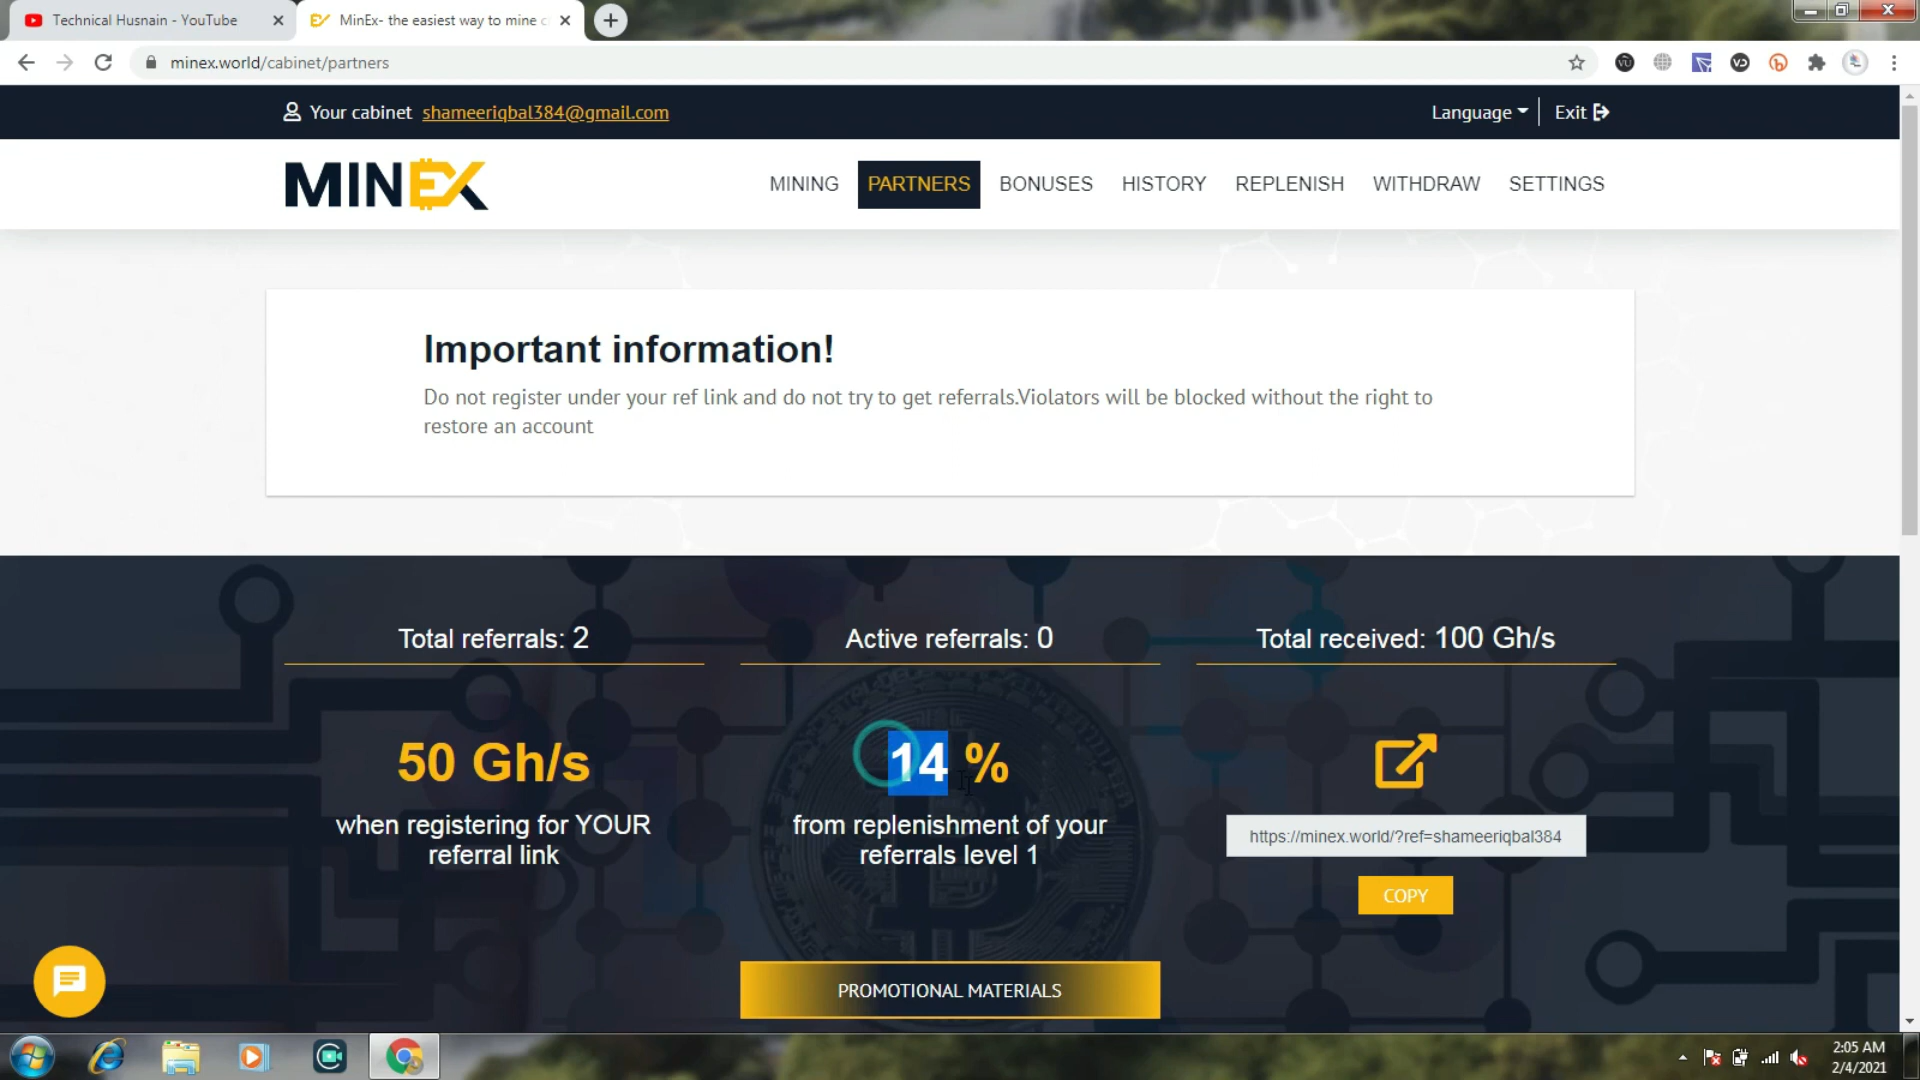 Technical Husnain - YouTube
MinEx- the easiest way to mine c
minex.world/cabinet/partners
Your cabinet shameeriqbal384@gmail.com
Language
Exit
MINEX
MINING
PARTNERS
BONUSES
HISTORY
REPLENISH
WITHDRAW
SETTINGS
Important information!
Do not register under your ref link and do not try to get referrals.Violators will be blocked without the right to
restore an account
Total referrals: 2
Active referrals: 0
Total received: 100 Gh/s
50 Gh/s
14 %
when registering for YOUR
referral link
from replenishment of your
referrals level 1
https://minex.world/?ref=shameeriqbal384
COPY
PROMOTIONAL MATERIALS
2:05 AM
2/4/2021